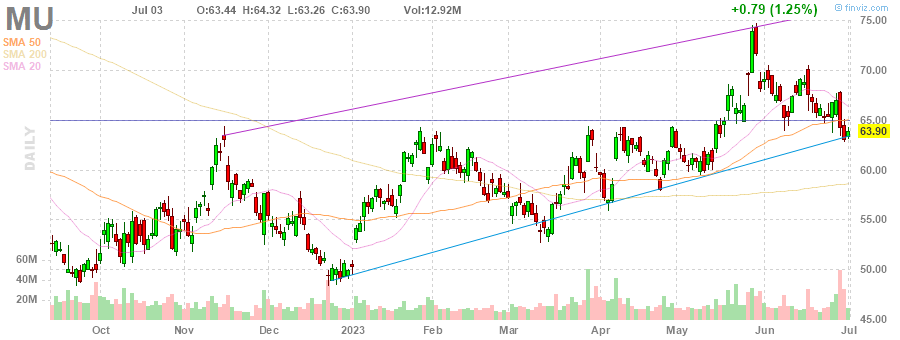 MU
Jul 03 O:63.44 H:64.32 L:63.26 C:63.90 Vol:12.92M +0.79 (1.25%)
© finviz.com
SMA 50
SMA 200
SMA 20
DAILY
75.00
70.00
65.00
63.90
60.00
55.00
50.00
45.00
60M
40M
20M
Oct Nov Dec 2023 Feb Mar Apr May Jun Jul